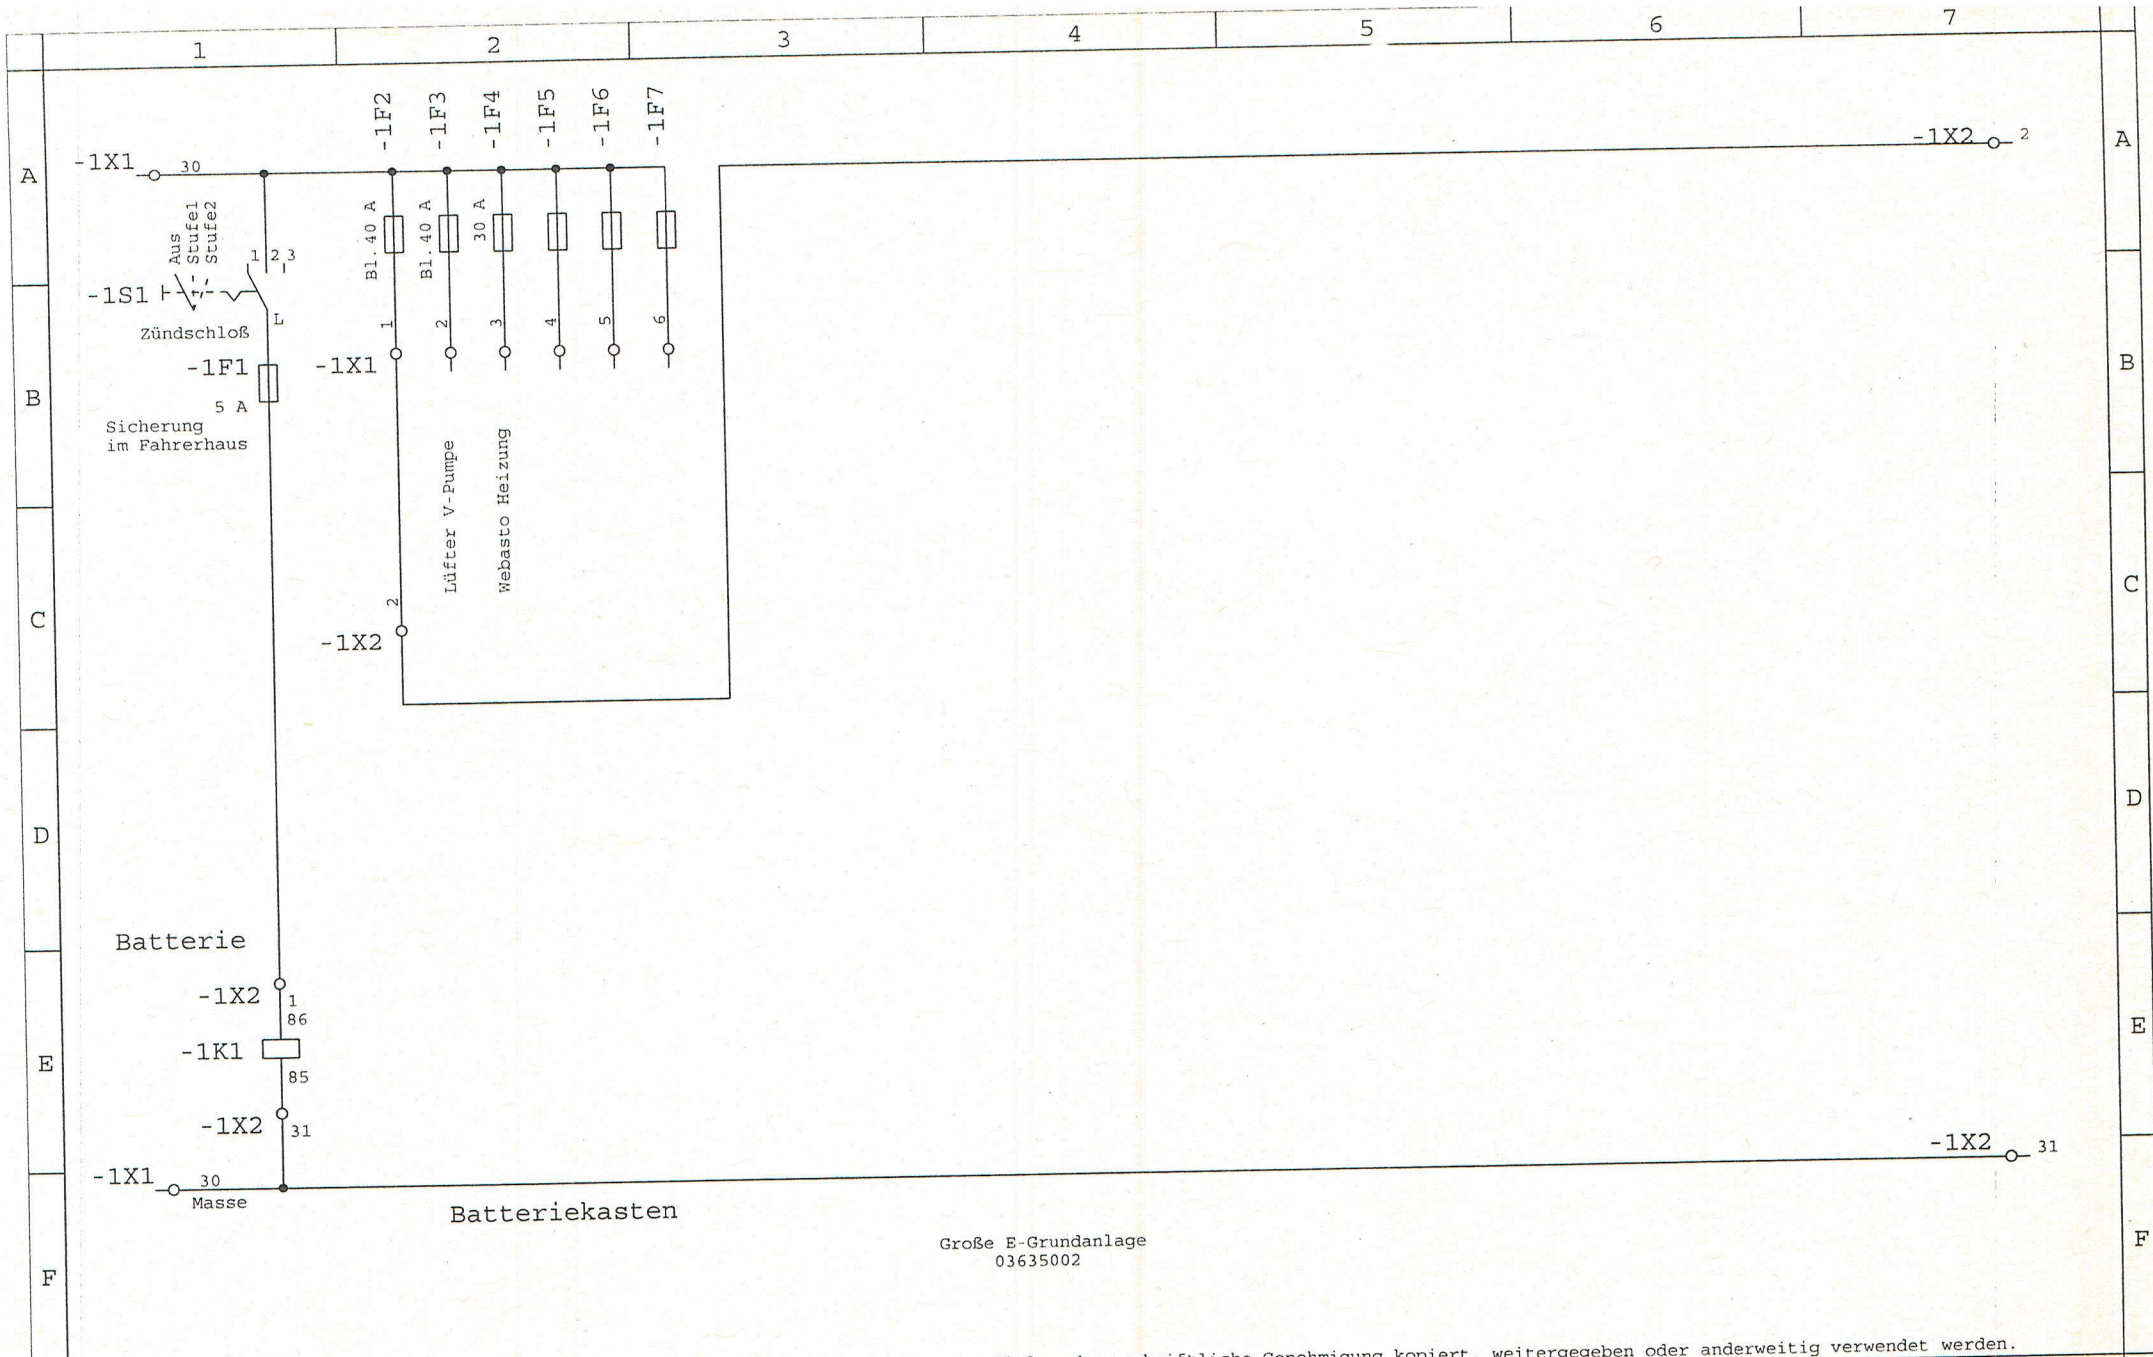 1 2 3 4 5 6 7
A
B
C
D
E
F
A
B
C
D
E
F
-1X1
30
-1F2
-1F3
-1F4
-1F5
-1F6
-1F7
-1X2
2
Aus
Stufe1
Stufe2
1 2 3
-1S1
L
Zündschloß
-1F1
5 A
Sicherung
im Fahrerhaus
Bl. 40 A
Bl. 40 A
30 A
-1X1
1
2
3
4
5
6
Lüfter V-Pumpe
Webasto Heizung
2
-1X2
Batterie
-1X2
1
86
-1K1
85
-1X2
31
-1X1
30
Masse
-1X2
31
Batteriekasten
Große E-Grundanlage
03635002
Genehmigung kopiert, weitergegeben oder anderweitig verwendet werden.